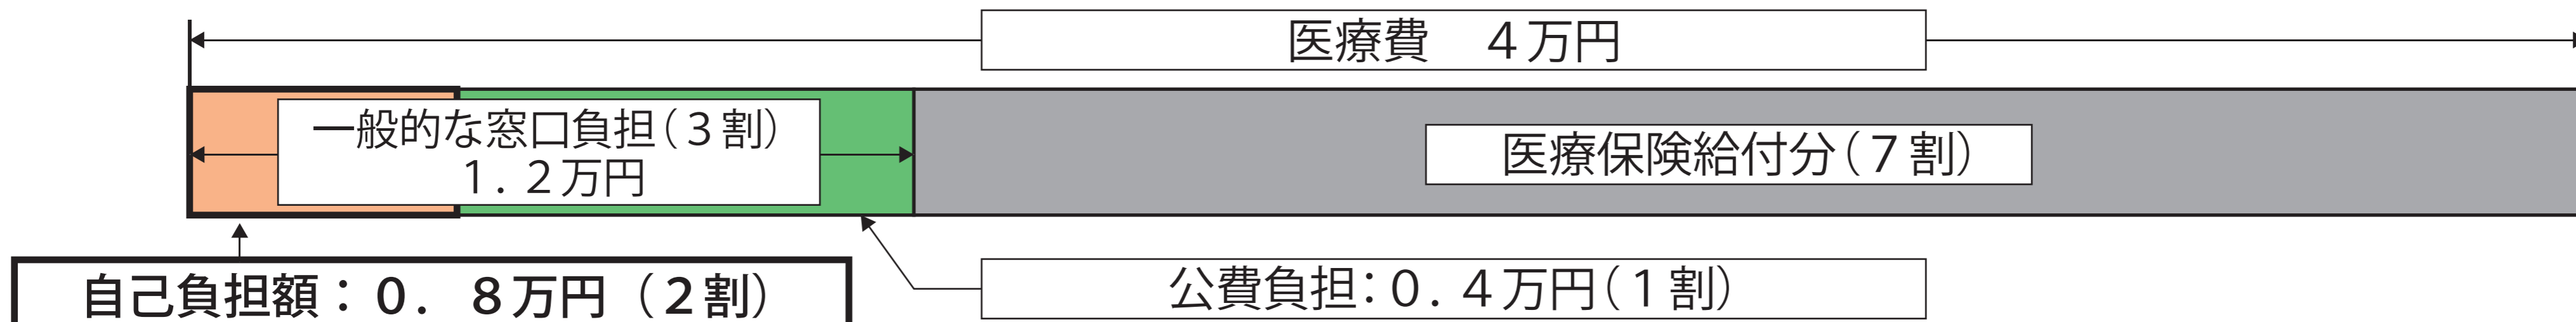 医療費　４万円
一般的な窓口負担（３割）
１．２万円
医療保険給付分（７割）
自己負担額：０．　８万円（２割）
公費負担：０．４万円（１割）